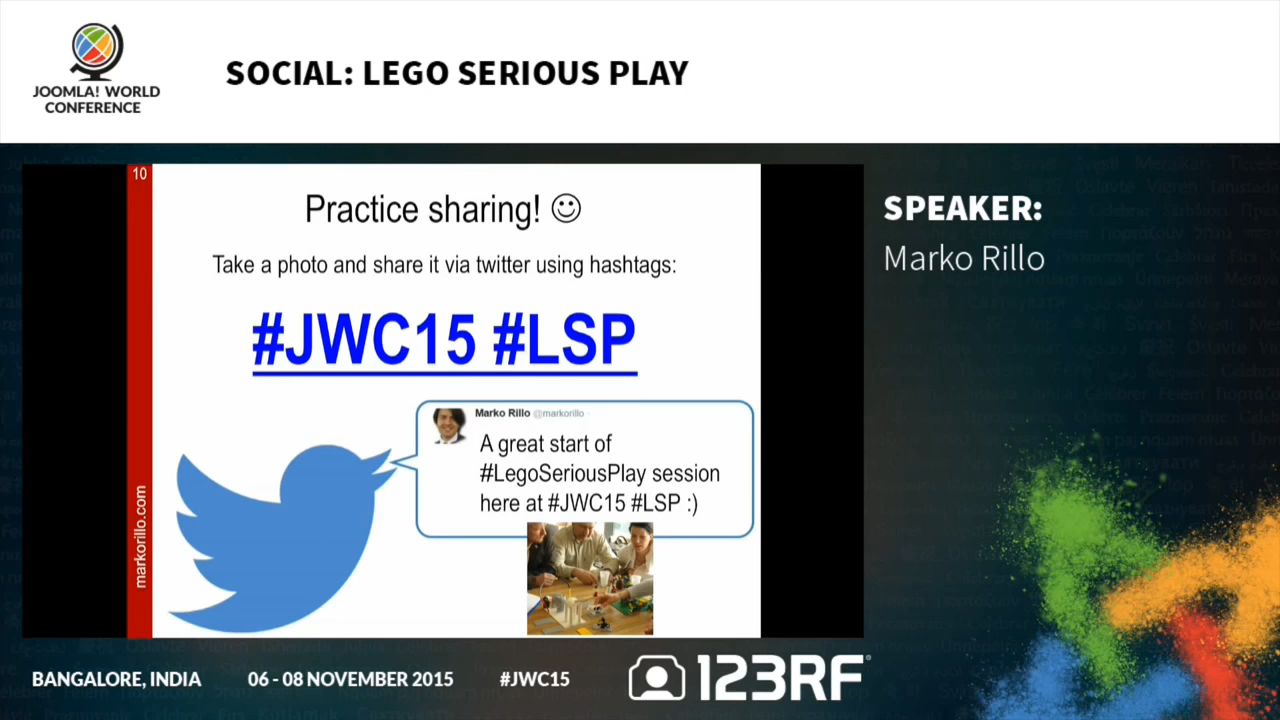 JOOMLA! WORLD
CONFERENCE
SOCIAL: LEGO SERIOUS PLAY
10
Practice sharing! ☺
Take a photo and share it via twitter using hashtags:
#JWC15 #LSP
Marko Rillo @markorillo
A great start of
#LegoSeriousPlay session
here at #JWC15 #LSP :)
markorillo.com
SPEAKER:
Marko Rillo
BANGALORE, INDIA
06 - 08 NOVEMBER 2015
#JWC15
123RF